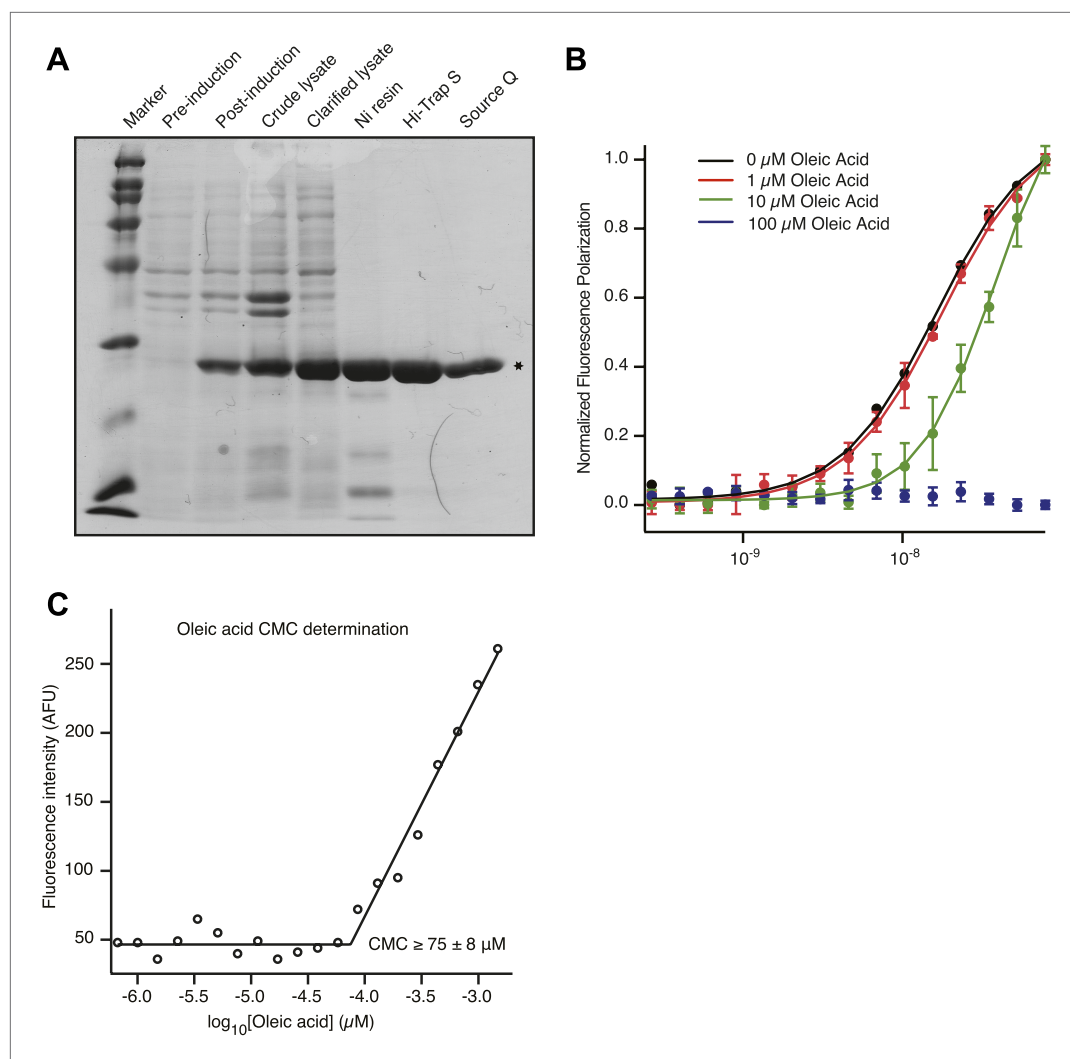 A
Marker
Pre-induction
Post-induction
Crude lysate
Clarified lysate
Ni resin
Hi-Trap S
Source Q
*
B
0 µM Oleic Acid
1 µM Oleic Acid
10 µM Oleic Acid
100 µM Oleic Acid
Normalized Fluorescence Polarization
1.0
0.8
0.6
0.4
0.2
0.0
10⁻⁹
10⁻⁸
C
Oleic acid CMC determination
Fluorescence intensity (AFU)
250
200
150
100
50
CMC ≥ 75 ± 8 µM
-6.0 -5.5 -5.0 -4.5 -4.0 -3.5 -3.0
log₁₀[Oleic acid] (µM)